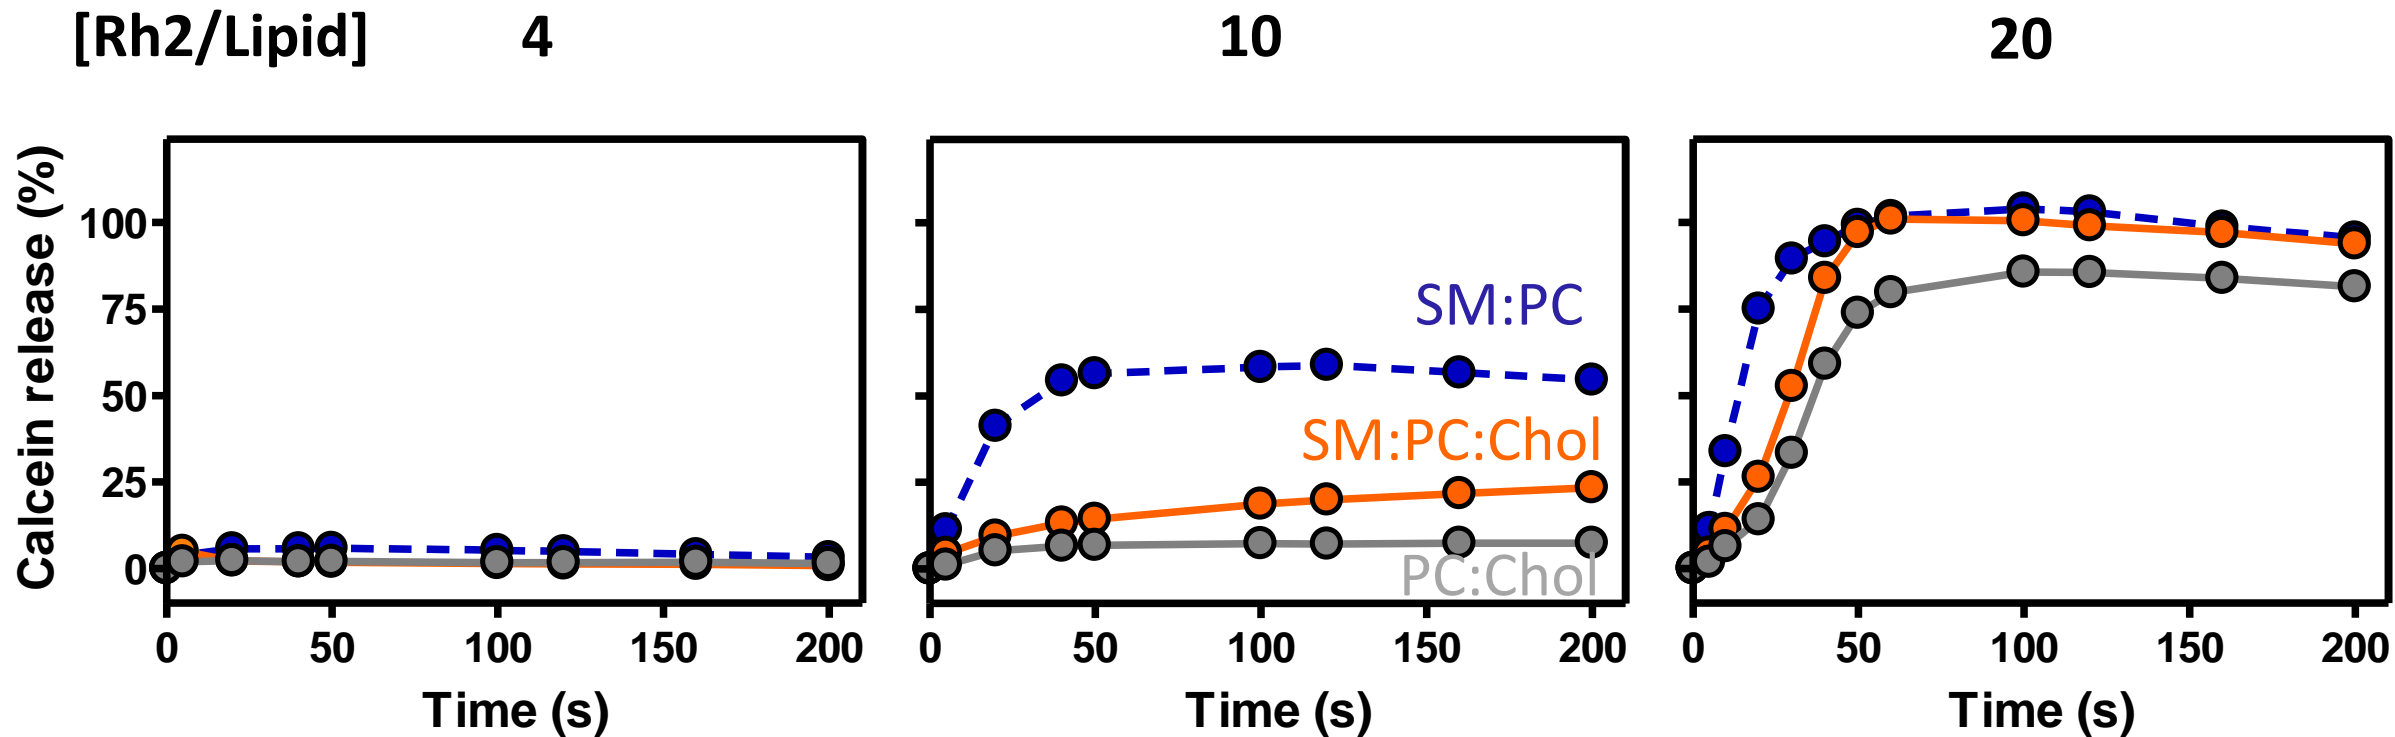 [Rh2/Lipid] 4 10 20
Calcein release (%)
100
75
50
25
0
0 50 100 150 200
Time (s)
SM:PC
SM:PC:Chol
PC:Chol
0 50 100 150 200
Time (s)
0 50 100 150 200
Time (s)